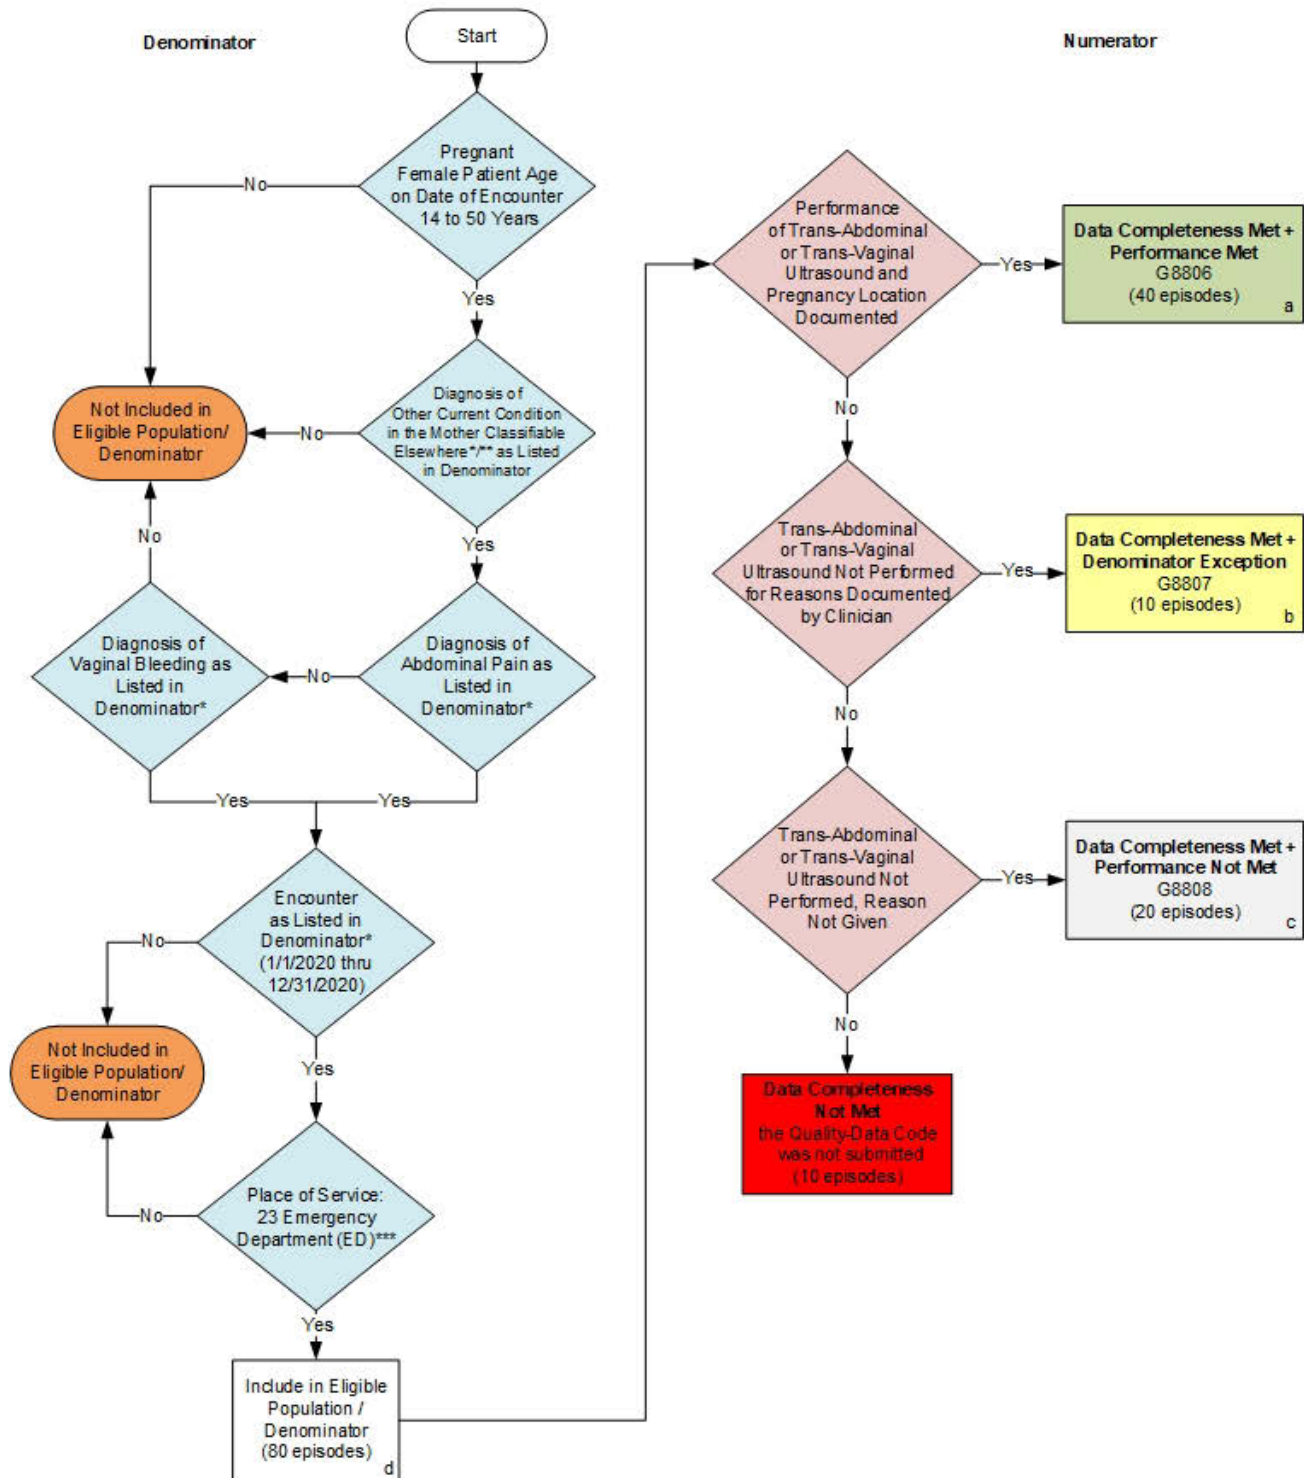 Denominator
Start
Numerator
Pregnant
Female Patient Age
on Date of Encounter
14 to 50 Years
No
Yes
Diagnosis of
Other Current Condition
in the Mother Classifiable
Elsewhere*/** as Listed
in Denominator
No
Not Included in
Eligible Population/
Denominator
Yes
No
Diagnosis of
Abdominal Pain as
Listed in
Denominator*
No
Diagnosis of
Vaginal Bleeding as
Listed in
Denominator*
Yes
Yes
Encounter
as Listed in
Denominator*
(1/1/2020 thru
12/31/2020)
No
Not Included in
Eligible Population/
Denominator
Yes
Place of Service:
23 Emergency
Department (ED)***
No
Yes
Include in Eligible
Population /
Denominator
(80 episodes)
d
Performance
of Trans-Abdominal
or Trans-Vaginal
Ultrasound and
Pregnancy Location
Documented
Yes
Data Completeness Met +
Performance Met
G8806
(40 episodes)
a
No
Trans-Abdominal
or Trans-Vaginal
Ultrasound Not Performed
for Reasons Documented
by Clinician
Yes
Data Completeness Met +
Denominator Exception
G8807
(10 episodes)
b
No
Trans-Abdominal
or Trans-Vaginal
Ultrasound Not
Performed, Reason
Not Given
Yes
Data Completeness Met +
Performance Not Met
G8808
(20 episodes)
c
No
Data Completeness
Not Met
the Quality-Data Code
was not submitted
(10 episodes)